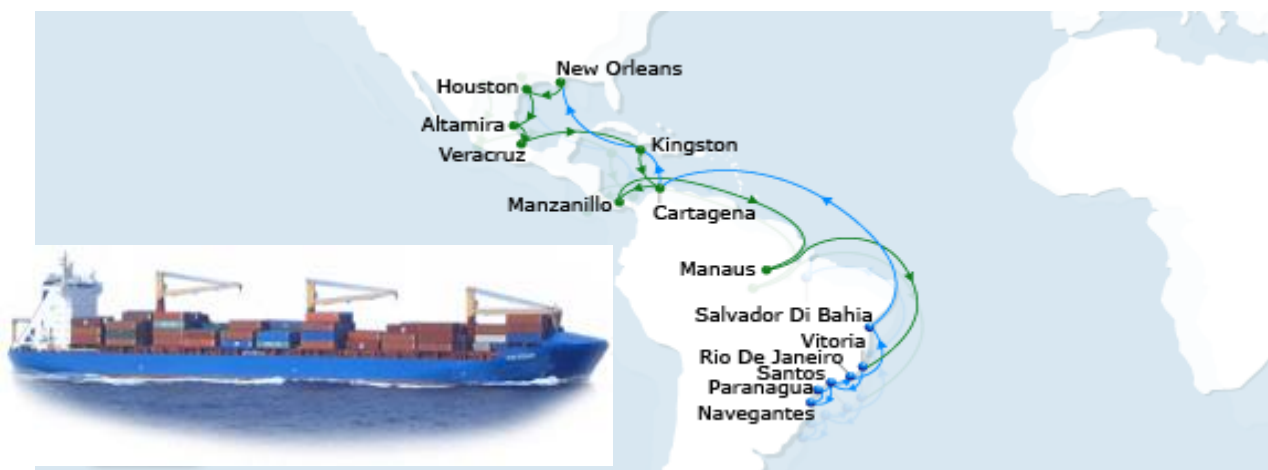 New Orleans
Houston
Altamira
Veracruz
Kingston
Manzanillo
Cartagena
Manaus
Salvador Di Bahia
Vitoria
Rio De Janeiro
Santos
Paranagua
Navegantes